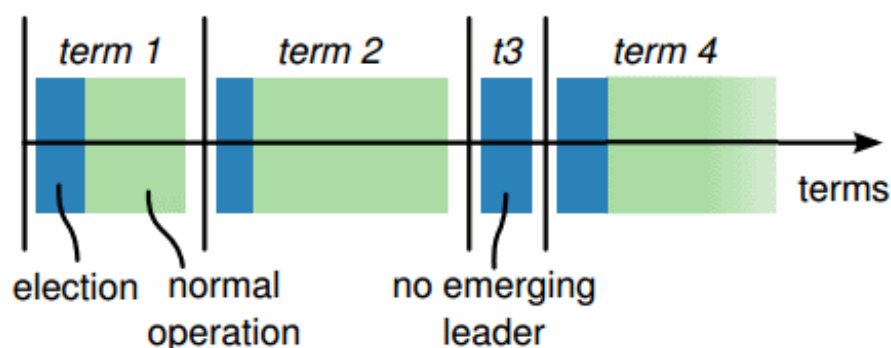 term 1
term 2
t3
term 4
terms
election
normal
operation
no emerging
leader